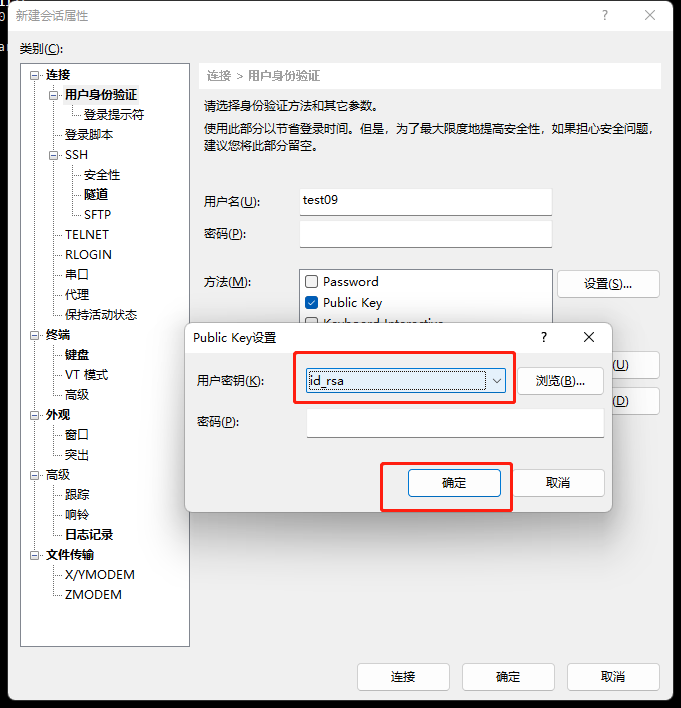 新建会话属性
类别(C):
连接
用户身份验证
登录提示符
登录脚本
SSH
安全性
隧道
SFTP
TELNET
RLOGIN
串口
代理
保持活动状态
终端
键盘
VT 模式
高级
外观
窗口
突出
高级
跟踪
响铃
日志记录
文件传输
X/YMODEM
ZMODEM
连接 > 用户身份验证
请选择身份验证方法和其它参数。
使用此部分以节省登录时间。但是，为了最大限度地提高安全性，如果担心安全问题，
建议您将此部分留空。
用户名(U):
test09
密码(P):
方法(M):
Password
设置(S)...
Public Key
Keyboard Interactive
(U)
(D)
Public Key设置
?
用户密钥(K):
id_rsa
浏览(B)...
密码(P):
确定
取消
连接
确定
取消